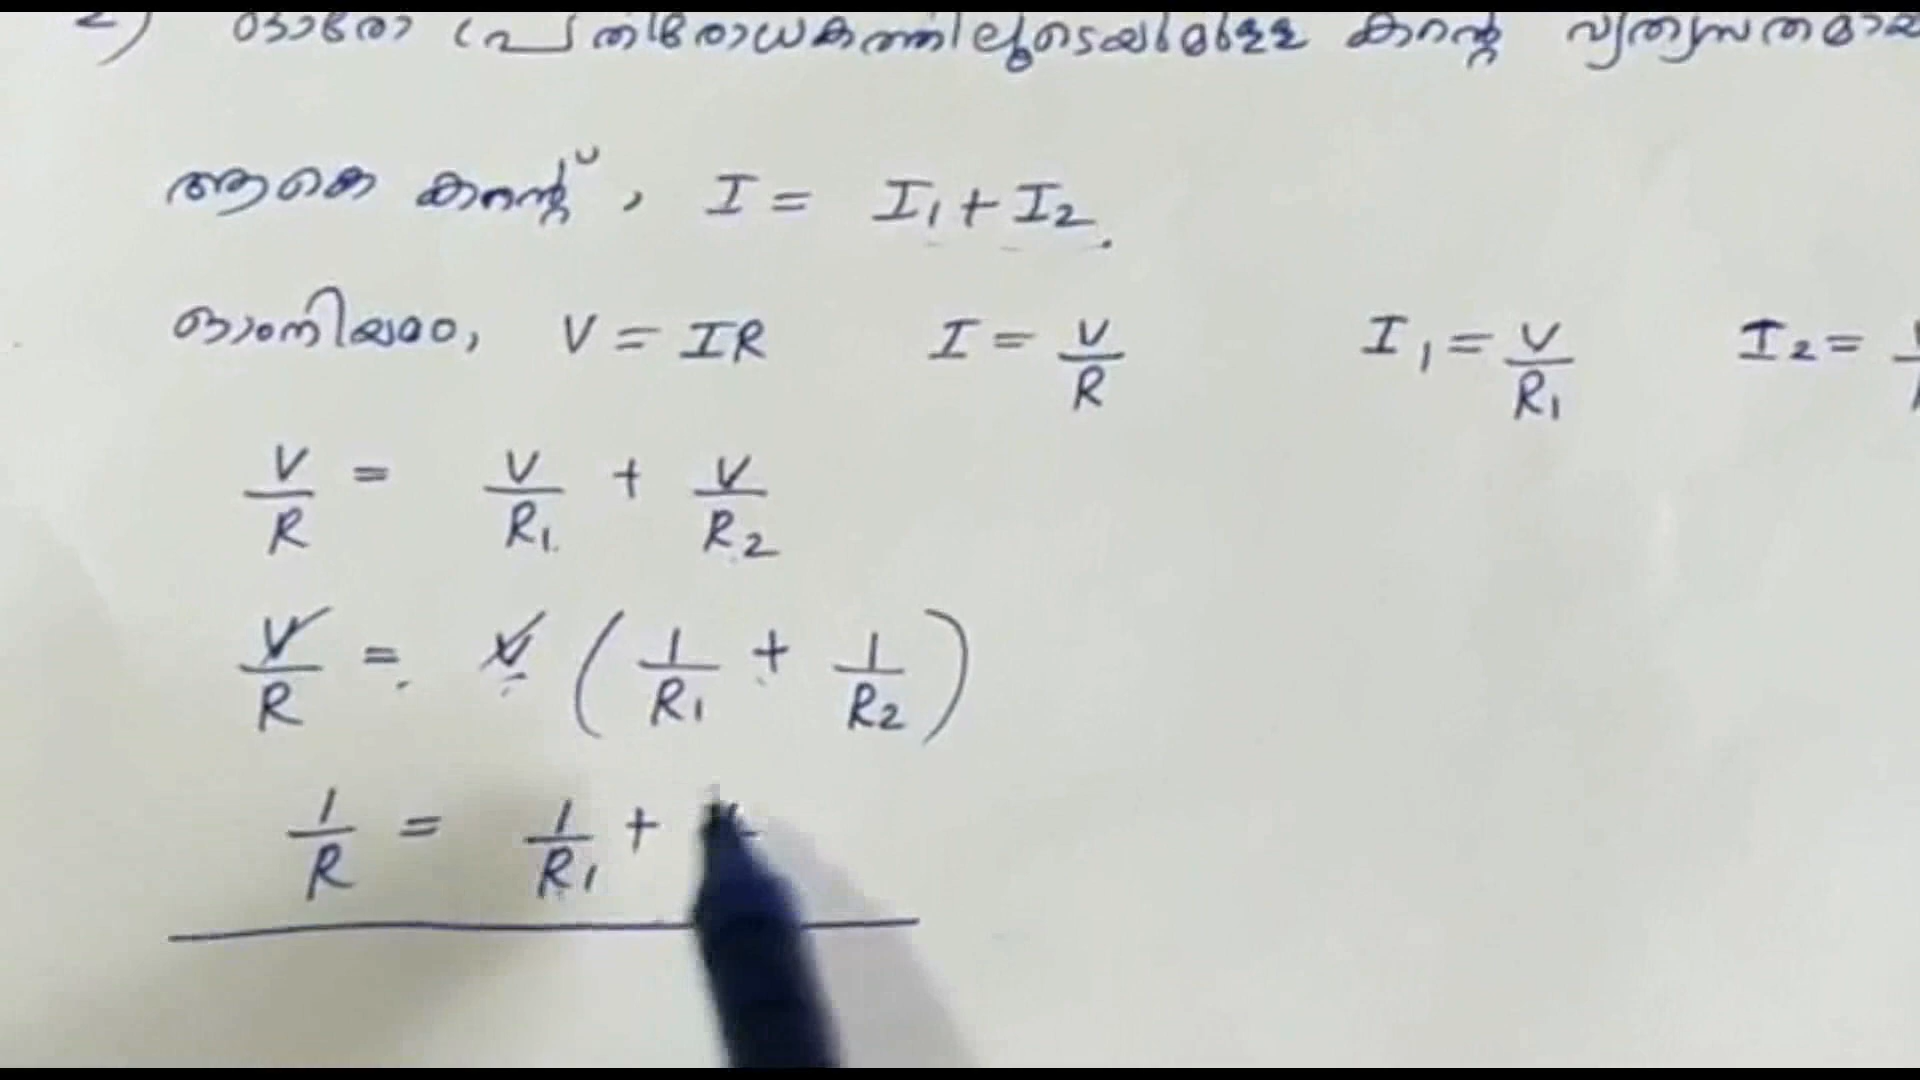 2) ഓരോ പ്രതിരോധകത്തിലൂടെയുമുള്ള കറന്റ് വ്യത്യസ്തമായ
ആകെ കറന്റ്, I = I₁ + I₂.
ഓംനിയമം, V = IR I = V/R I₁ = V/R₁ I₂ =
V/R = V/R₁ + V/R₂
V/R = V (1/R₁ + 1/R₂)
1/R = 1/R₁ +